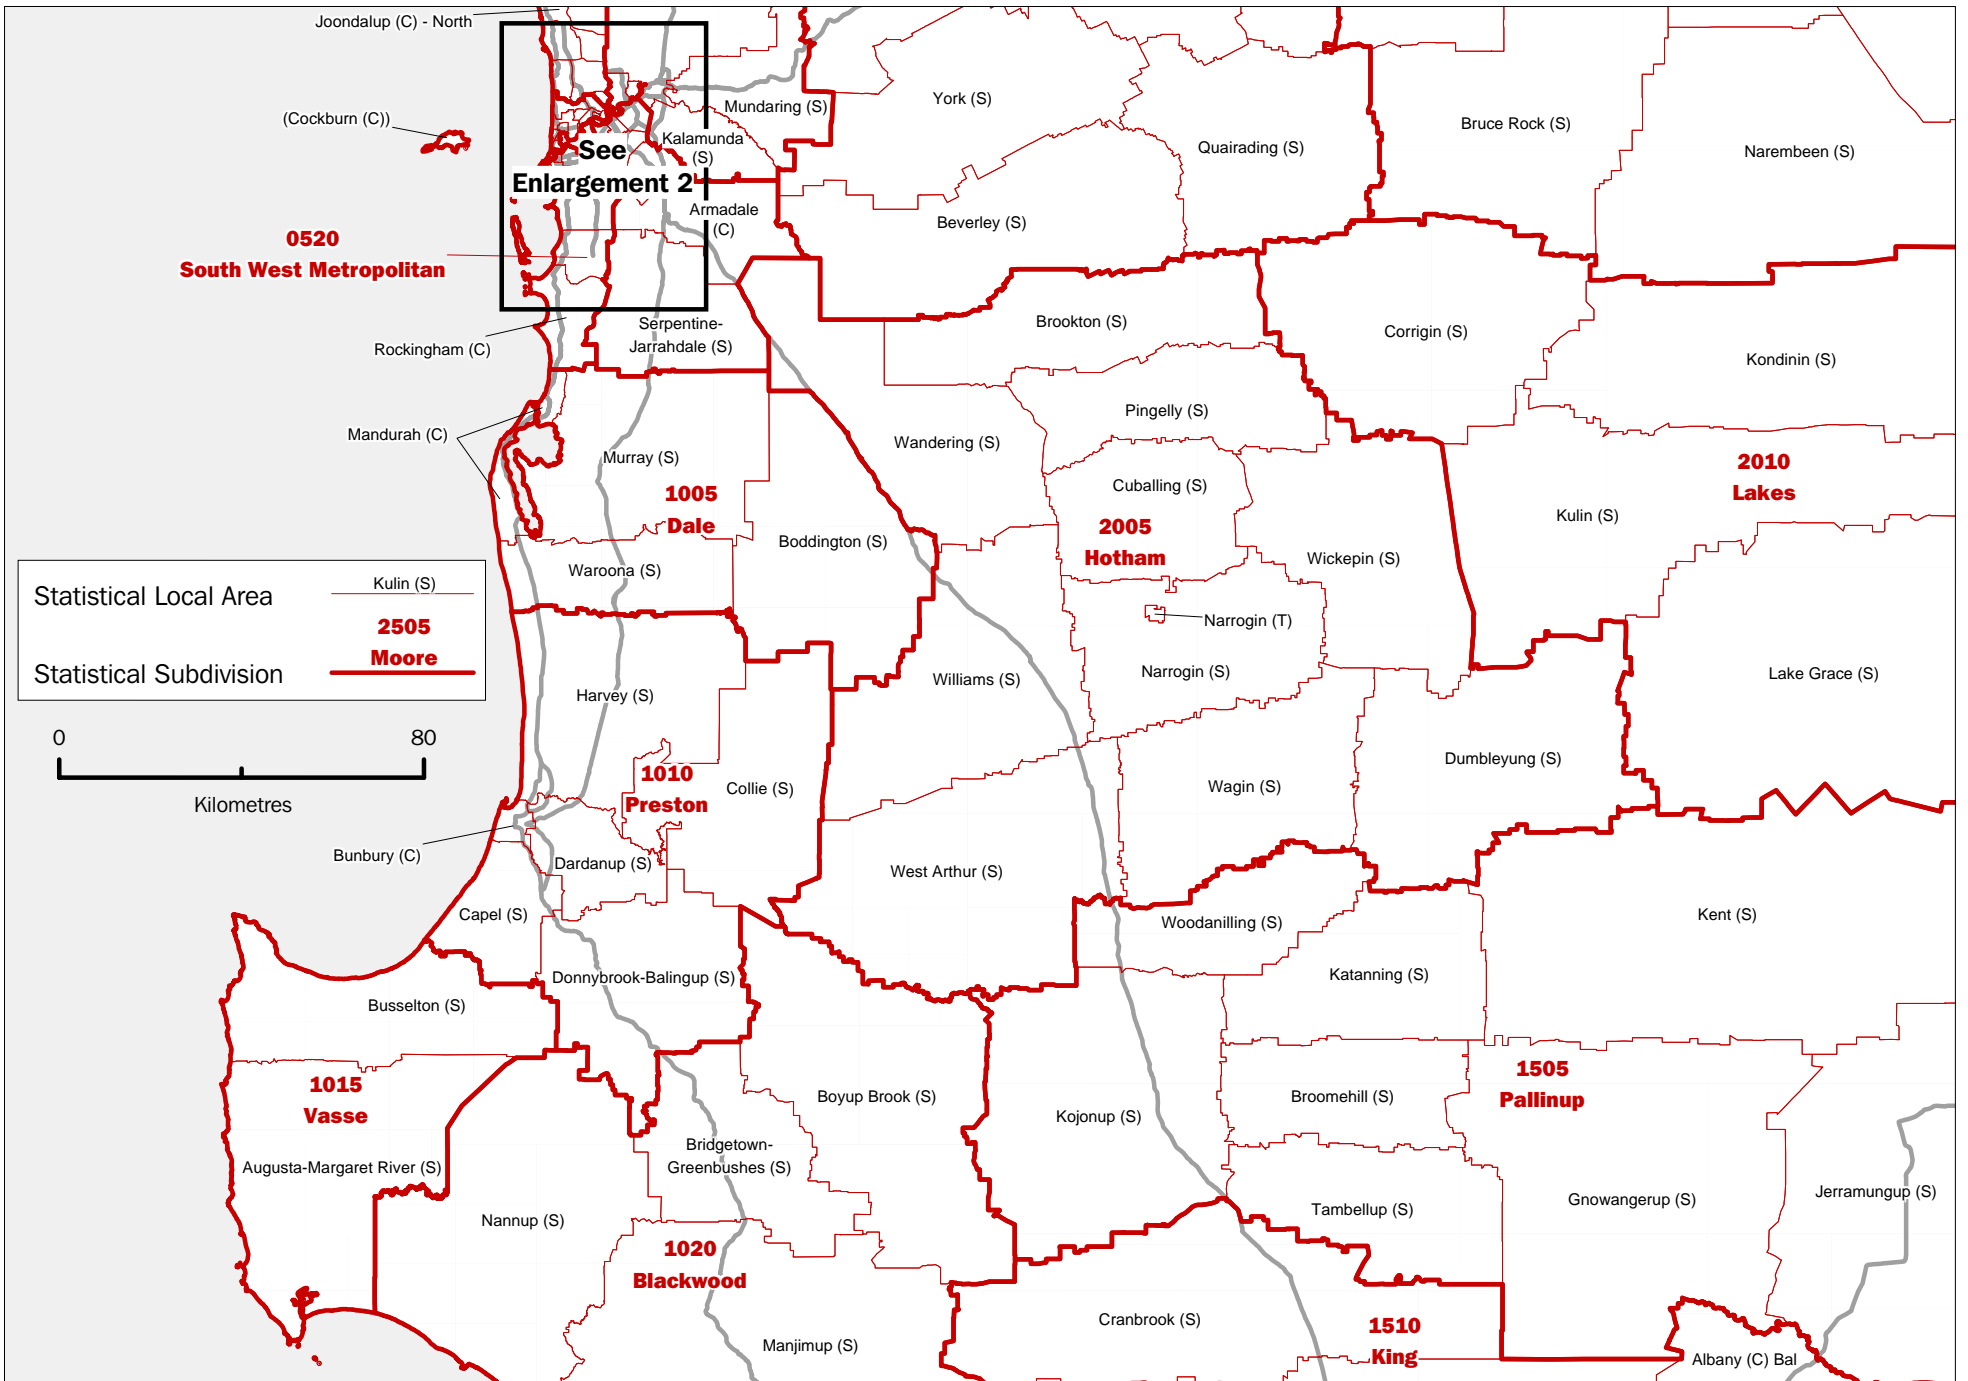 Joondalup (C) - North
(Cockburn (C))
See
Enlargement 2
Mundaring (S)
Kalamunda
(S)
Armadale
(C)
York (S)
Quairading (S)
Beverley (S)
Bruce Rock (S)
Narembeen (S)
0520
South West Metropolitan
Rockingham (C)
Serpentine-
Jarrahdale (S)
Brookton (S)
Corrigin (S)
Kondinin (S)
Mandurah (C)
Murray (S)
1005
Dale
Wandering (S)
Pingelly (S)
Cuballing (S)
2005
Hotham
2010
Lakes
Kulin (S)
Boddington (S)
Wickepin (S)
Waroona (S)
Statistical Local Area
Kulin (S)
2505
Moore
Statistical Subdivision
Narrogin (T)
Narrogin (S)
Harvey (S)
Williams (S)
Lake Grace (S)
0
80
Kilometres
1010
Preston
Collie (S)
Wagin (S)
Dumbleyung (S)
Bunbury (C)
Dardanup (S)
West Arthur (S)
Capel (S)
Woodanilling (S)
Kent (S)
Donnybrook-Balingup (S)
Katanning (S)
Busselton (S)
1015
Vasse
Boyup Brook (S)
Kojonup (S)
Broomehill (S)
1505
Pallinup
Augusta-Margaret River (S)
Bridgetown-
Greenbushes (S)
Nannup (S)
Tambellup (S)
Gnowangerup (S)
Jerramungup (S)
1020
Blackwood
Manjimup (S)
Cranbrook (S)
1510
King
Albany (C) Bal